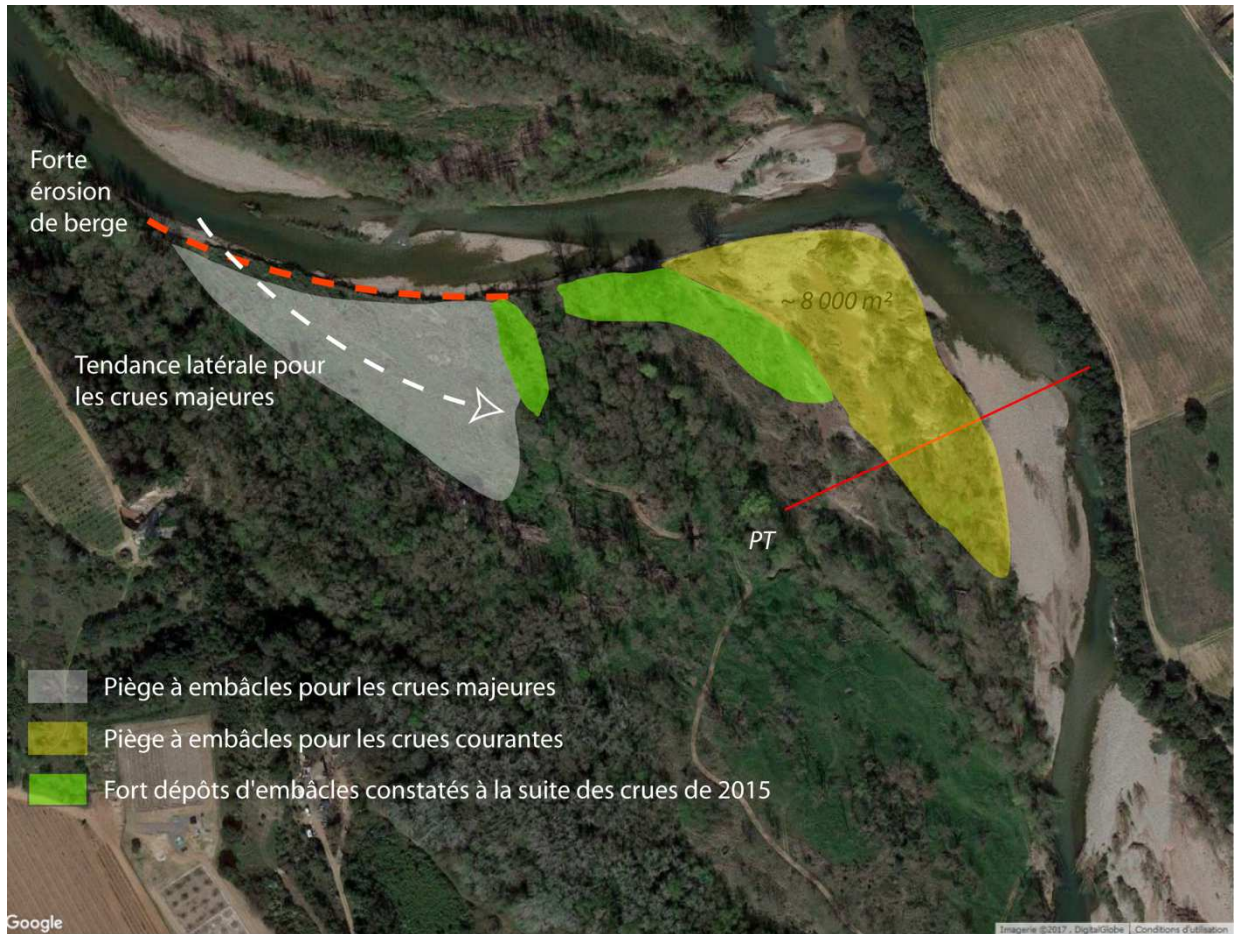 Forte
érosion
de berge
~ 8 000 m²
Tendance latérale pour
les crues majeures
PT
Piège à embâcles pour les crues majeures
Piège à embâcles pour les crues courantes
Fort dépôts d'embâcles constatés à la suite des crues de 2015
Google
Imagerie ©2017 , DigitalGlobe Conditions d'utilisation